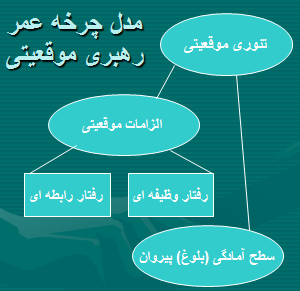 مدل چرخه عمر
رهبری موقعیتی
تئوری موقعیتی
الزامات موقعیتی
رفتار وظیفه ای
رفتار رابطه ای
سطح آمادگی (بلوغ) پیروان